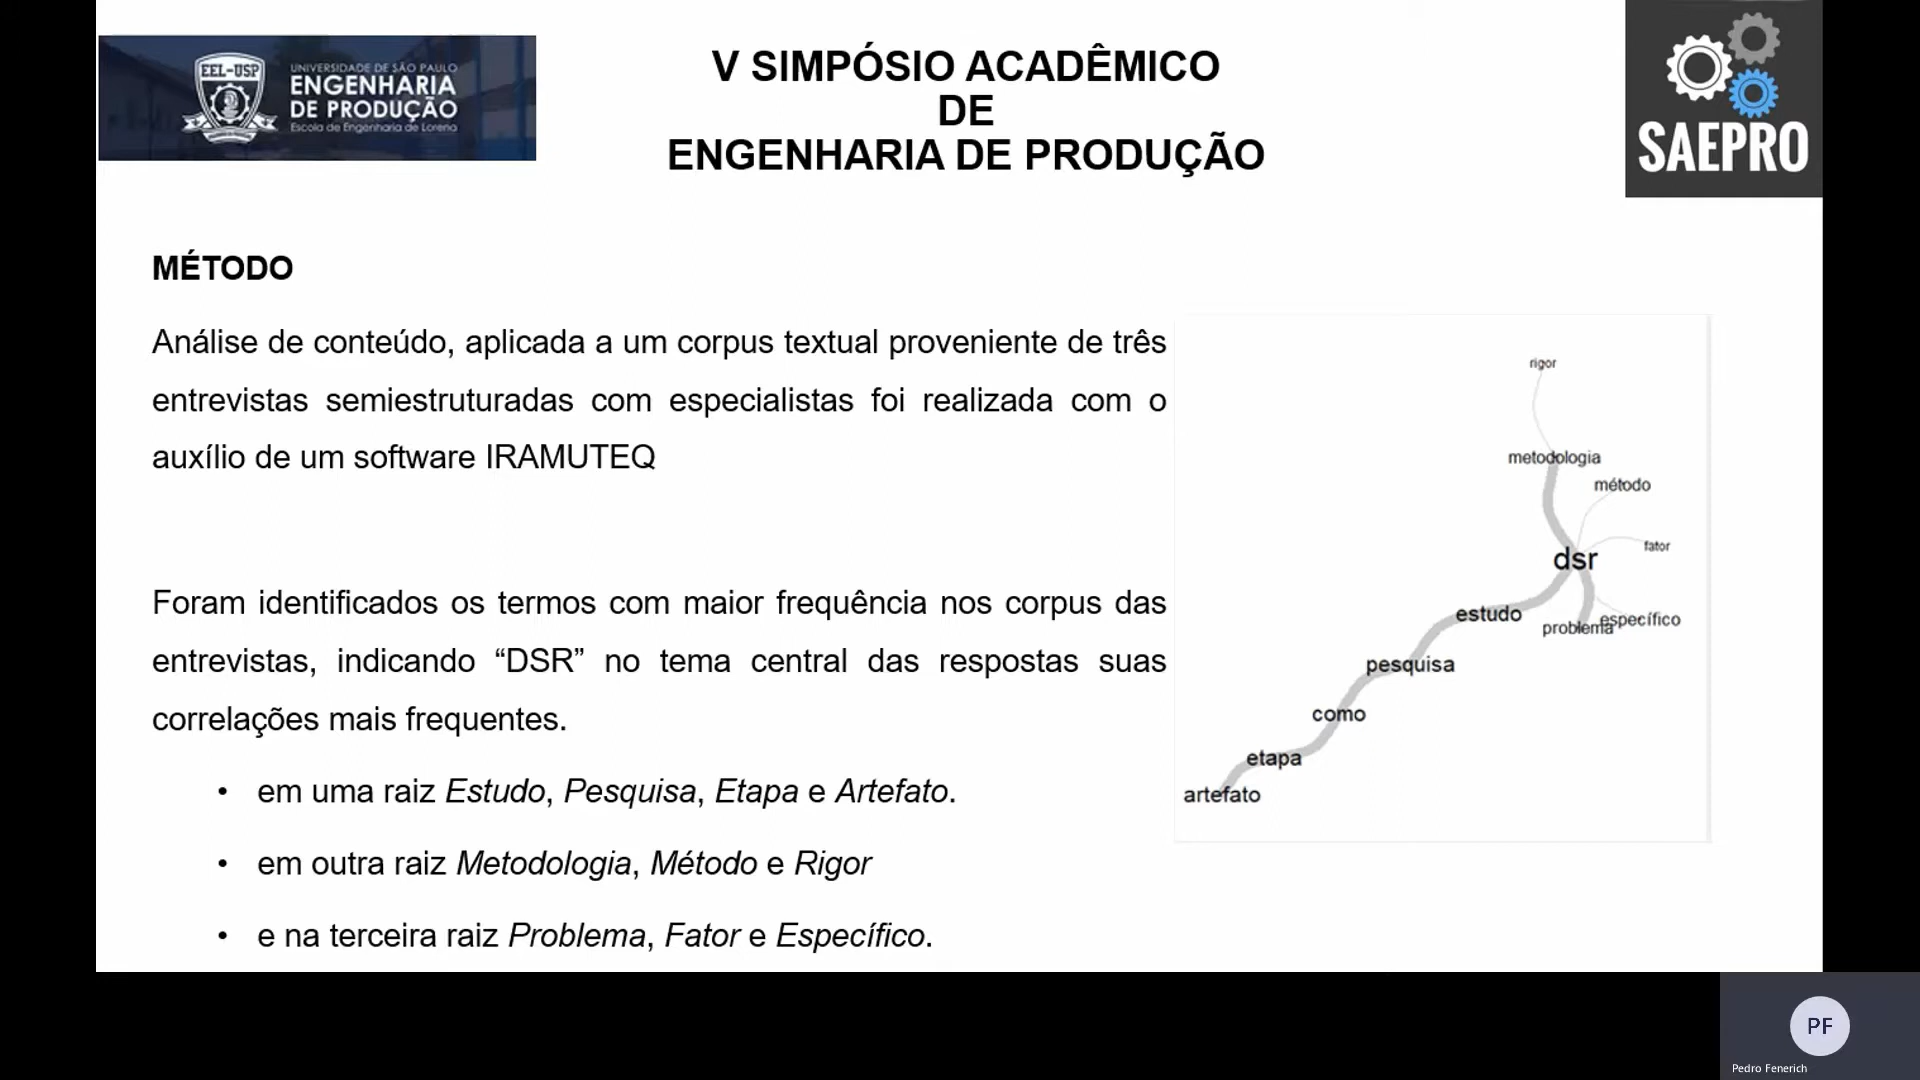 EEL-USP
UNIVERSIDADE DE SÃO PAULO
ENGENHARIA
DE PRODUÇÃO
Escola de Engenharia de Lorena
V SIMPÓSIO ACADÊMICO
DE
ENGENHARIA DE PRODUÇÃO
SAEPRO
MÉTODO
Análise de conteúdo, aplicada a um corpus textual proveniente de três
entrevistas semiestruturadas com especialistas foi realizada com o
auxílio de um software IRAMUTEQ
Foram identificados os termos com maior frequência nos corpus das
entrevistas, indicando “DSR” no tema central das respostas suas
correlações mais frequentes.
• em uma raiz Estudo, Pesquisa, Etapa e Artefato.
• em outra raiz Metodologia, Método e Rigor
• e na terceira raiz Problema, Fator e Específico.
rigor
metodologia
método
fator
dsr
estudo
específico
problema
pesquisa
como
etapa
artefato
PF
Pedro Fenerich